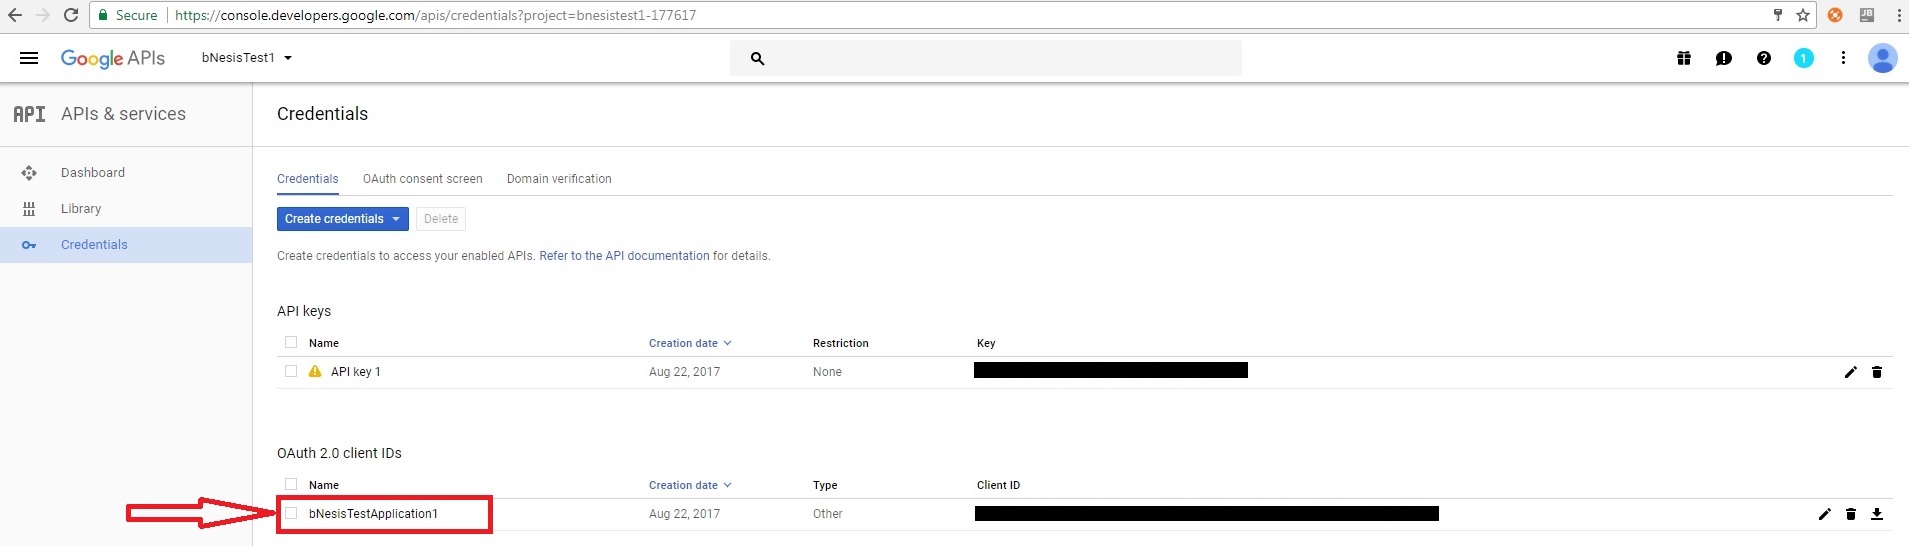 Secure | https://console.developers.google.com/apis/credentials?project=bnesistest1-177617
JB
Google APIs bNesisTest1 1
API APIs & services Credentials
Dashboard
Library
Credentials
Credentials OAuth consent screen Domain verification
Create credentials Delete
Create credentials to access your enabled APIs. Refer to the API documentation for details.
API keys
Name Creation date Restriction Key
API key 1 Aug 22, 2017 None
OAuth 2.0 client IDs
Name Creation date Type Client ID
bNesisTestApplication1 Aug 22, 2017 Other